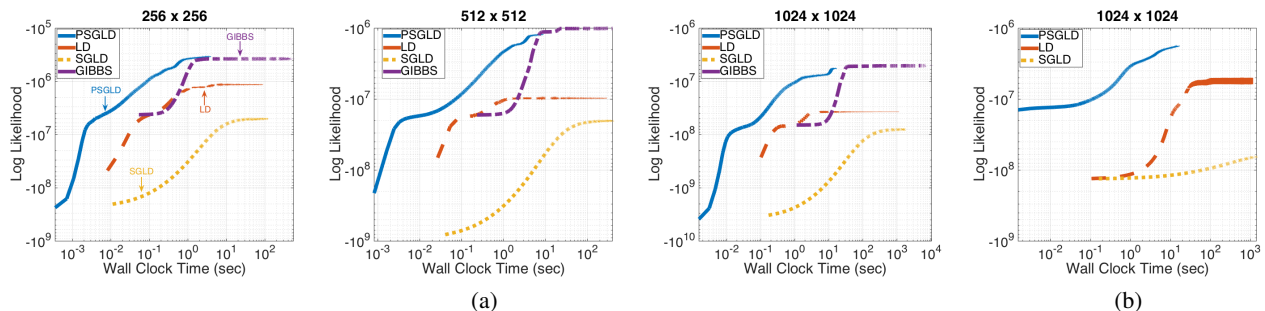 256 x 256
Log Likelihood
-10^5
-10^6
-10^7
-10^8
-10^9
PSGLD
LD
SGLD
GIBBS
GIBBS
PSGLD
LD
SGLD
10^-3 10^-2 10^-1 10^0 10^1 10^2
Wall Clock Time (sec)
512 x 512
Log Likelihood
-10^6
-10^7
-10^8
-10^9
PSGLD
LD
SGLD
GIBBS
10^-3 10^-2 10^-1 10^0 10^1 10^2
Wall Clock Time (sec)
1024 x 1024
Log Likelihood
-10^6
-10^7
-10^8
-10^9
-10^10
PSGLD
LD
SGLD
GIBBS
10^-2 10^-1 10^0 10^1 10^2 10^3 10^4
Wall Clock Time (sec)
1024 x 1024
Log Likelihood
-10^6
-10^7
-10^8
-10^9
PSGLD
LD
SGLD
10^-2 10^-1 10^0 10^1 10^2 10^3
Wall Clock Time (sec)
(a)
(b)